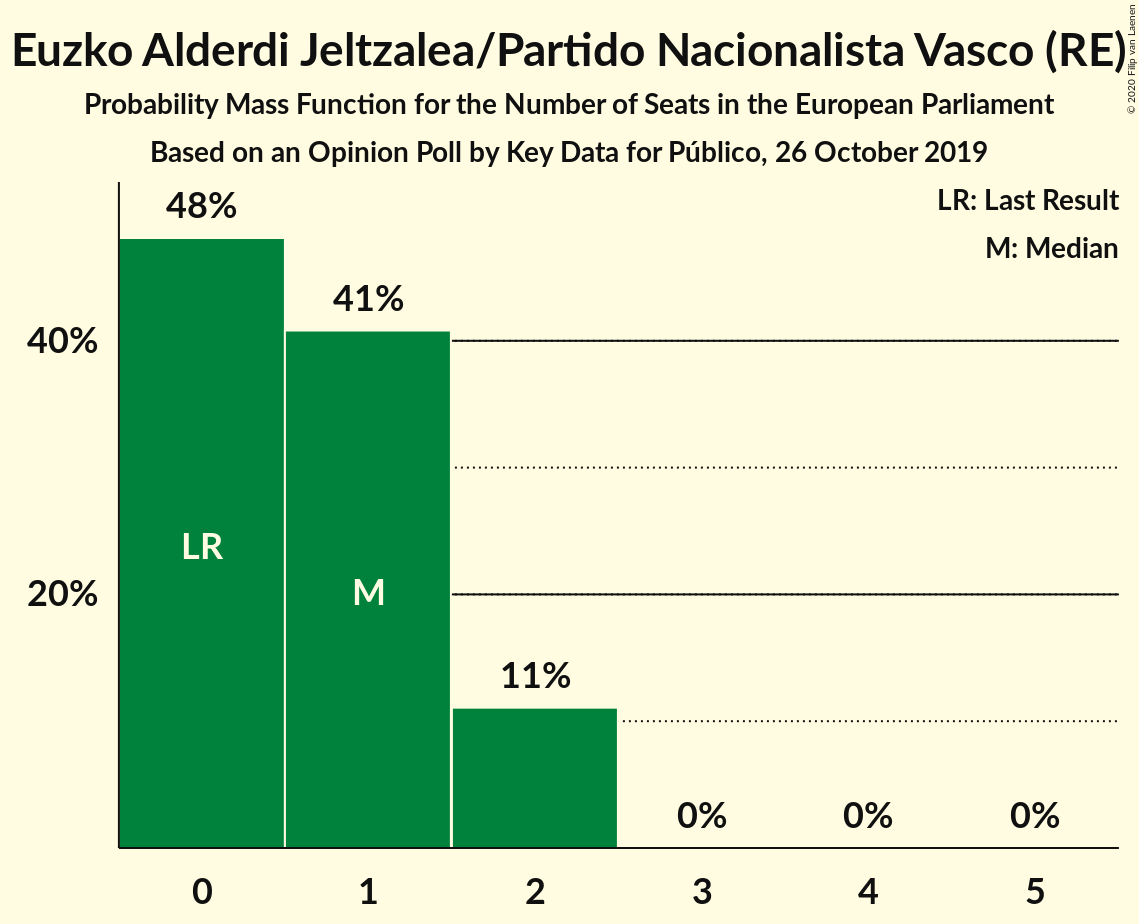 Euzko Alderdi Jeltzalea/Partido Nacionalista Vasco (RE)
© 2020 Filip van Laenen
Probability Mass Function for the Number of Seats in the European Parliament
Based on an Opinion Poll by Key Data for Público, 26 October 2019
LR: Last Result
M: Median
48%
41%
40%
LR
M
20%
11%
0% 0% 0%
0 1 2 3 4 5